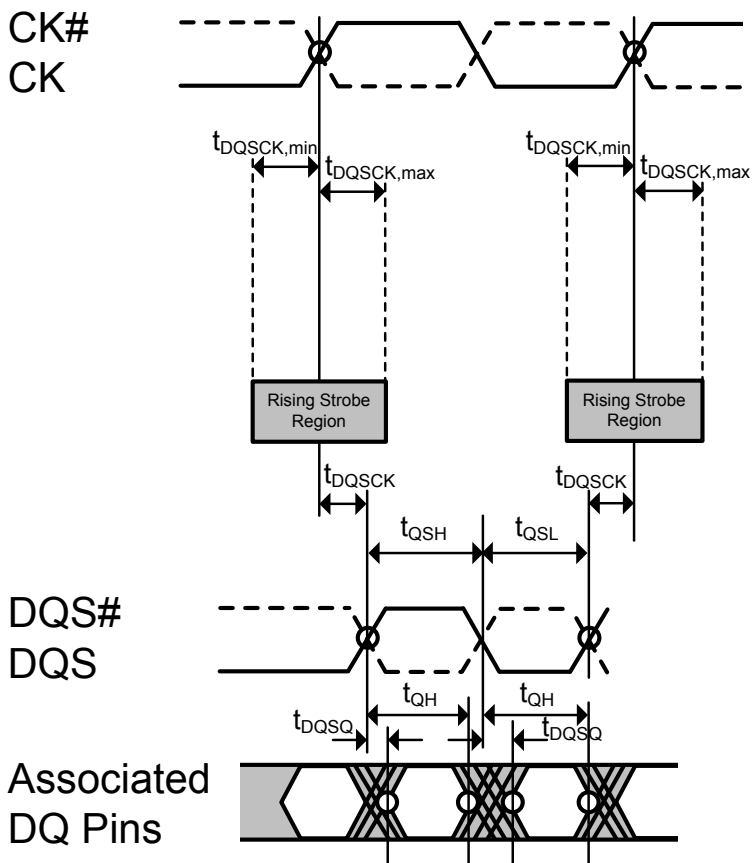 CK#
CK
tDQSCK,min
tDQSCK,max
tDQSCK,min
tDQSCK,max
Rising Strobe
Region
Rising Strobe
Region
tDQSCK
tDQSCK
tQSH
tQSL
DQS#
DQS
tQH
tQH
tDQSQ
tDQSQ
Associated
DQ Pins